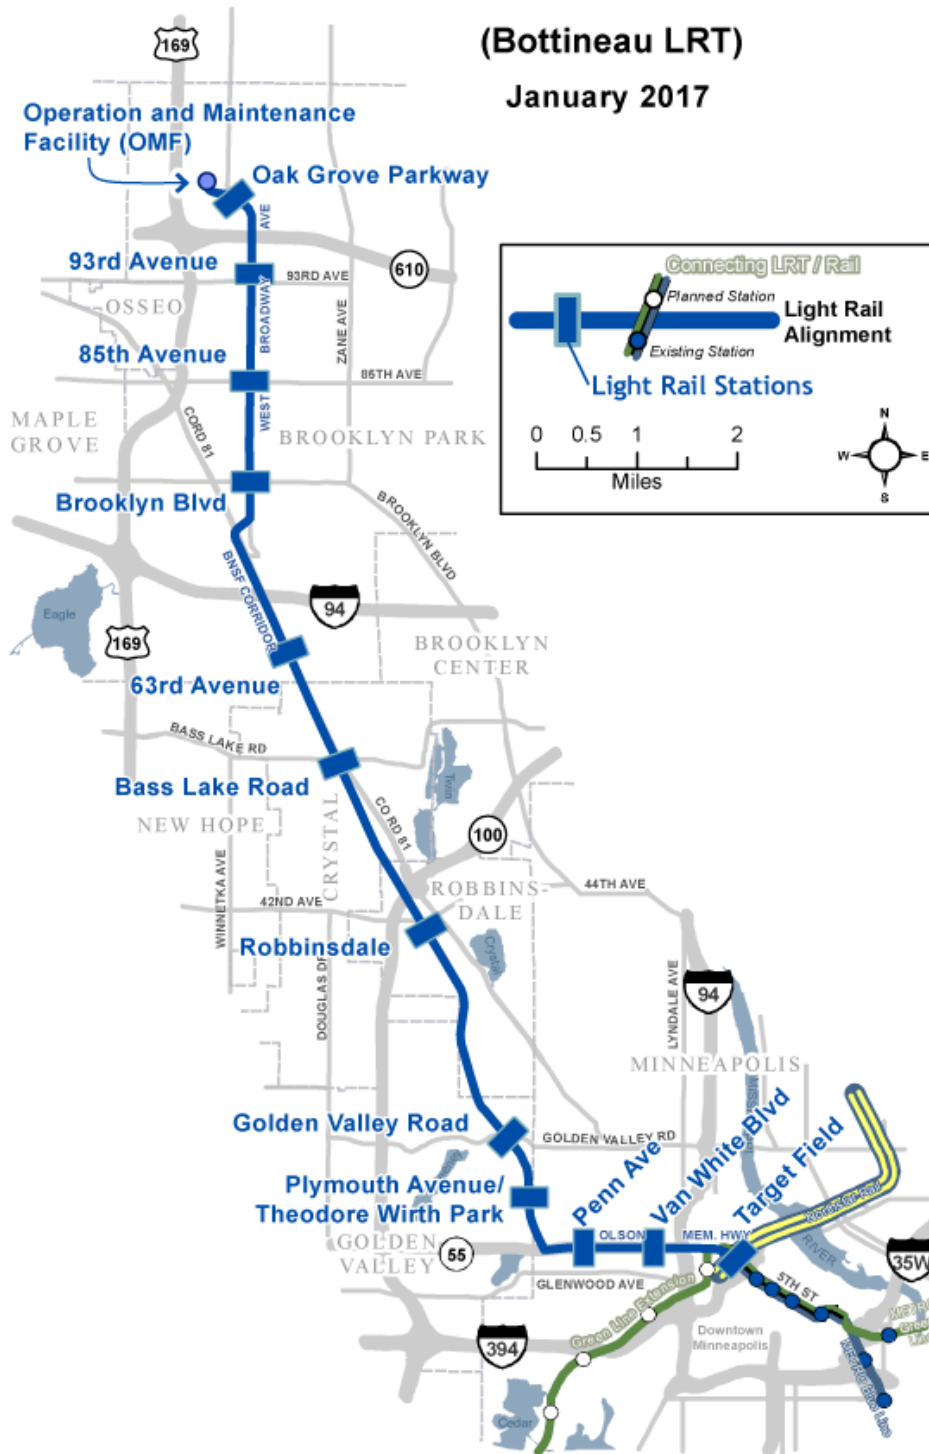 (Bottineau LRT)
January 2017
169
Operation and Maintenance
Facility (OMF)
Oak Grove Parkway
AVE
93rd Avenue
93RD AVE
610
OSSEO
BROADWAY
ZANE AVE
85th Avenue
85TH AVE
WEST
MAPLE
GROVE
CORD 81
BROOKLYN PARK
Brooklyn Blvd
BROOKLYN BLVD
Connecting LRT / Rail
Planned Station
Light Rail
Alignment
Existing Station
Light Rail Stations
0 0.5 1 2
Miles
N
W E
S
BNSF CORRIDOR
Eagle
94
169
BROOKLYN
CENTER
63rd Avenue
BASS LAKE RD
Bass Lake Road
Twin
NEW HOPE
CRYSTAL
CO RD 81
100
WINNETKA AVE
42ND AVE
ROBBINS-
DALE
44TH AVE
Robbinsdale
Crystal
DOUGLAS DR
LYNDALE AVE
94
MINNEAPOLIS
Golden Valley Road
GOLDEN VALLEY RD
Plymouth Avenue/
Theodore Wirth Park
Penn Ave
Van White Blvd
Target Field
GOLDEN
VALLEY
55
OLSON
MEM. HWY
RIVER
35W
GLENWOOD AVE
5TH ST
Green Line Extension
Downtown
Minneapolis
394
METRO Blue Line
Cedar